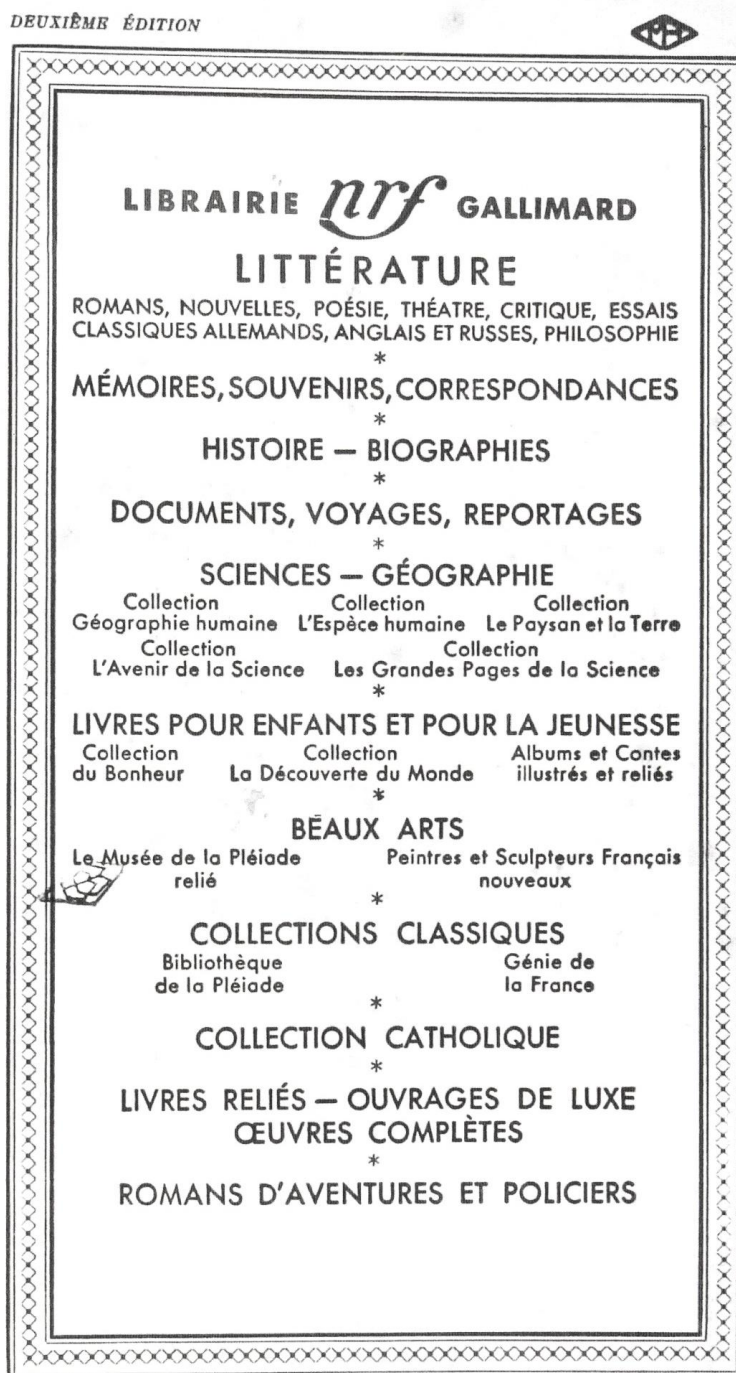 DEUXIÈME ÉDITION
LIBRAIRIE nrf GALLIMARD
LITTÉRATURE
ROMANS, NOUVELLES, POÉSIE, THÉATRE, CRITIQUE, ESSAIS
CLASSIQUES ALLEMANDS, ANGLAIS ET RUSSES, PHILOSOPHIE
*
MÉMOIRES, SOUVENIRS, CORRESPONDANCES
*
HISTOIRE — BIOGRAPHIES
*
DOCUMENTS, VOYAGES, REPORTAGES
*
SCIENCES — GÉOGRAPHIE
Collection Collection Collection
Géographie humaine L'Espèce humaine Le Paysan et la Terre
Collection Collection
L'Avenir de la Science Les Grandes Pages de la Science
*
LIVRES POUR ENFANTS ET POUR LA JEUNESSE
Collection Collection Albums et Contes
du Bonheur La Découverte du Monde illustrés et reliés
*
BEAUX ARTS
Le Musée de la Pléiade Peintres et Sculpteurs Français
relié nouveaux
*
COLLECTIONS CLASSIQUES
Bibliothèque Génie de
de la Pléiade la France
*
COLLECTION CATHOLIQUE
*
LIVRES RELIÉS — OUVRAGES DE LUXE
ŒUVRES COMPLÈTES
*
ROMANS D'AVENTURES ET POLICIERS